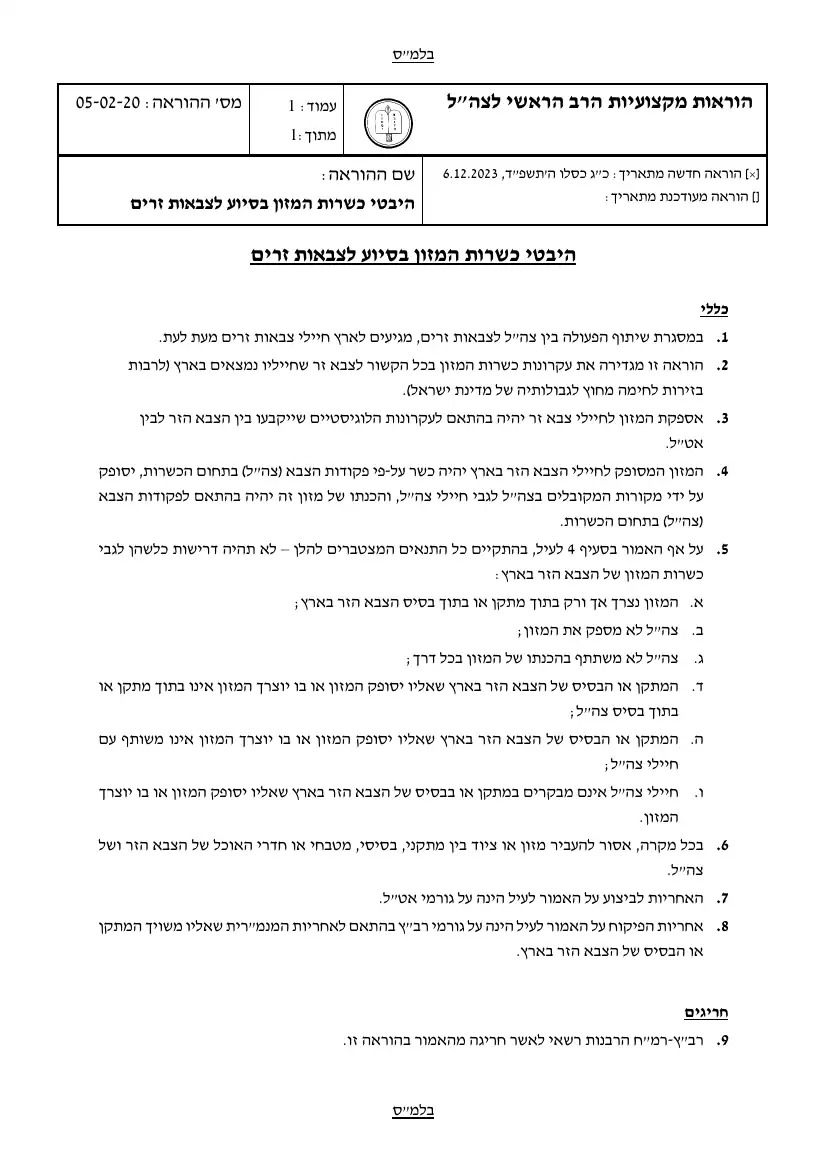 בלמ"ס
הוראות מקצועיות הרב הראשי לצה"ל
עמוד: 1
מתוך: 1
מס' ההוראה: 05-02-20
[×] הוראה חדשה מתאריך: כ"ג כסלו ה'תשפ"ד, 6.12.2023
[] הוראה מעודכנת מתאריך:
שם ההוראה:
היבטי כשרות המזון בסיוע לצבאות זרים
היבטי כשרות המזון בסיוע לצבאות זרים
כללי
1. במסגרת שיתוף הפעולה בין צה"ל לצבאות זרים, מגיעים לארץ חיילי צבאות זרים מעת לעת.
2. הוראה זו מגדירה את עקרונות כשרות המזון בכל הקשור לצבא זר שחייליו נמצאים בארץ (לרבות
בזירות לחימה מחוץ לגבולותיה של מדינת ישראל).
3. אספקת המזון לחיילי צבא זר יהיה בהתאם לעקרונות הלוגיסטיים שייקבעו בין הצבא הזר לבין
אט"ל.
4. המזון המסופק לחיילי הצבא הזר בארץ יהיה כשר על-פי פקודות הצבא (צה"ל) בתחום הכשרות, יסופק
על ידי מקורות המקובלים בצה"ל לגבי חיילי צה"ל, והכנתו של מזון זה יהיה בהתאם לפקודות הצבא
(צה"ל) בתחום הכשרות.
5. על אף האמור בסעיף 4 לעיל, בהתקיים כל התנאים המצטברים להלן – לא תהיה דרישות כלשהן לגבי
כשרות המזון של הצבא הזר בארץ:
א. המזון נצרך אך ורק בתוך מתקן או בתוך בסיס הצבא הזר בארץ;
ב. צה"ל לא מספק את המזון;
ג. צה"ל לא משתתף בהכנתו של המזון בכל דרך;
ד. המתקן או הבסיס של הצבא הזר בארץ שאליו יסופק המזון או בו יוצרך המזון אינו בתוך מתקן או
בתוך בסיס צה"ל;
ה. המתקן או הבסיס של הצבא הזר בארץ שאליו יסופק המזון או בו יוצרך המזון אינו משותף עם
חיילי צה"ל;
ו. חיילי צה"ל אינם מבקרים במתקן או בבסיס של הצבא הזר בארץ שאליו יסופק המזון או בו יוצרך
המזון.
6. בכל מקרה, אסור להעביר מזון או ציוד בין מתקני, בסיסי, מטבחי או חדרי האוכל של הצבא הזר ושל
צה"ל.
7. האחריות לביצוע על האמור לעיל הינה על גורמי אט"ל.
8. אחריות הפיקוח על האמור לעיל הינה על גורמי רב"ץ בהתאם לאחריות המנמ"רית שאליו משויך המתקן
או הבסיס של הצבא הזר בארץ.
חריגים
9. רב"ץ-רמ"ח הרבנות רשאי לאשר חריגה מהאמור בהוראה זו.
בלמ"ס